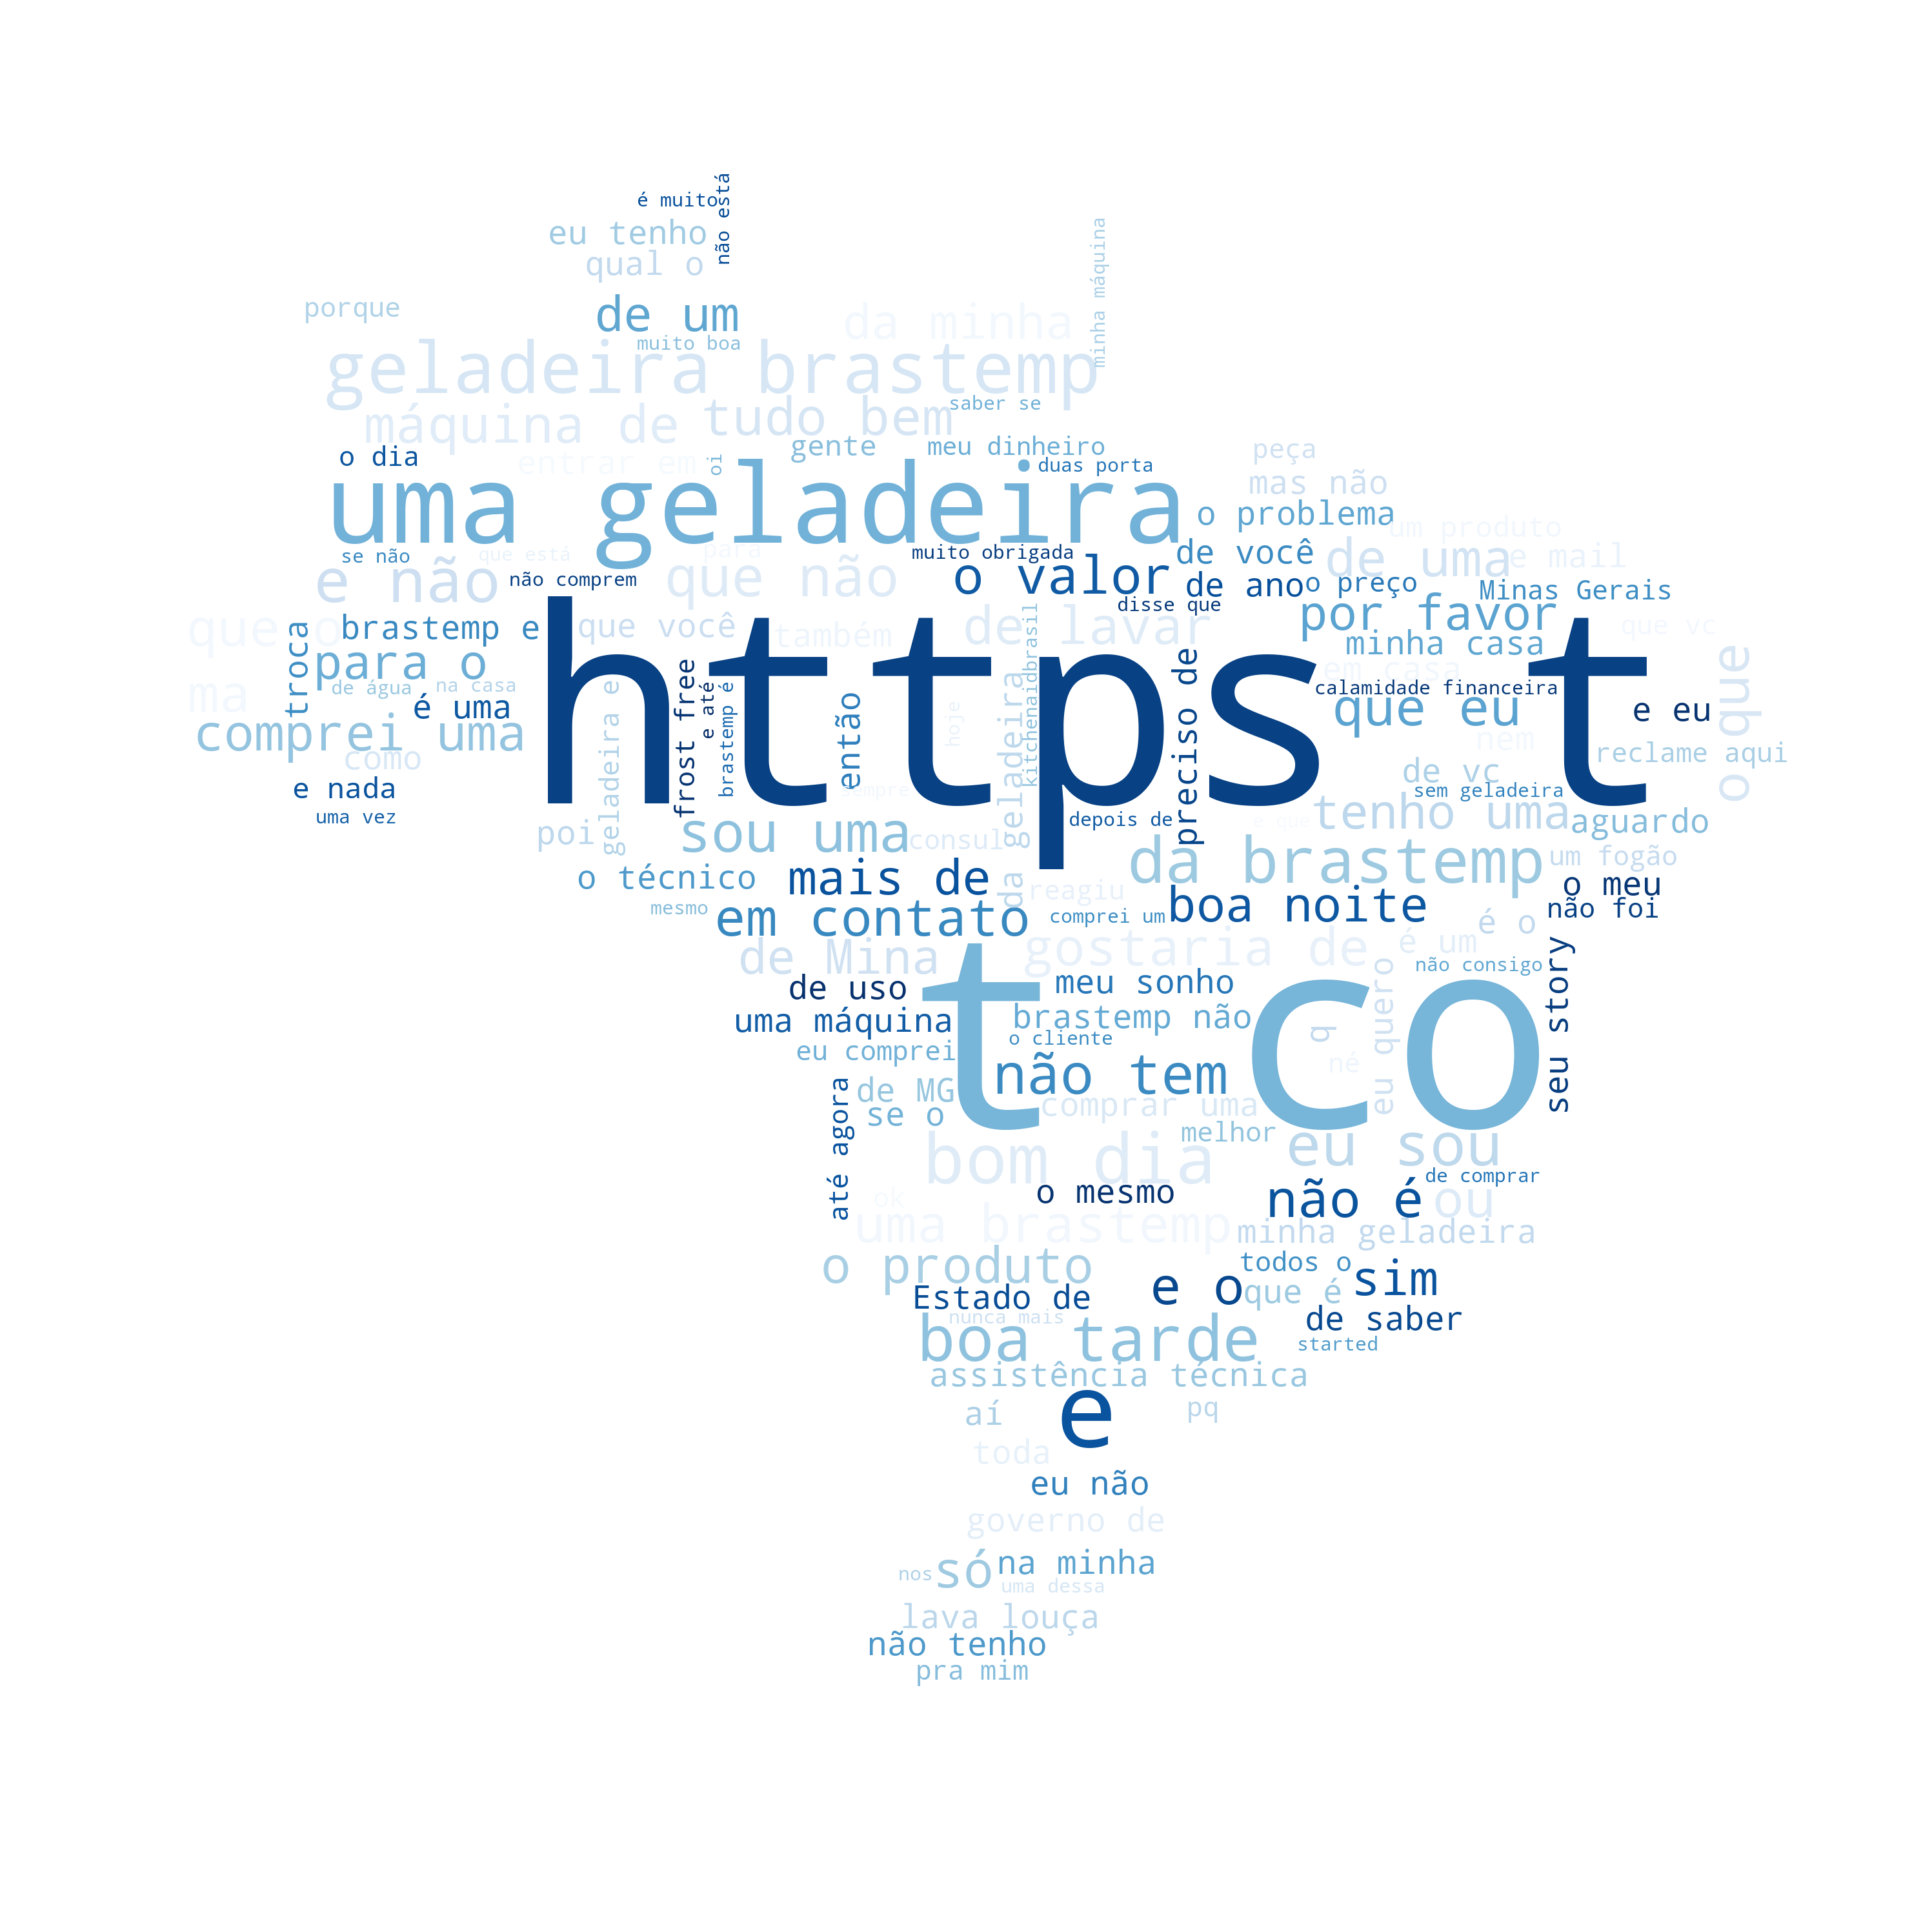 é muito
não está
eu tenho
qual o
minha máquina
porque
de um
da minha
muito boa
geladeira brastemp
máquina de
tudo bem
saber se
o dia
entrar em
oi
gente
meu dinheiro
peça
duas porta
mas não
uma geladeira
o problema
um produto
se não
que está
para
muito obrigada
de você
de uma
e mail
e não
não comprem
que não
o valor
de ano
o preço
Minas Gerais
disse que
que o
brastemp e
que você
também
de lavar
kitchenaidbrasil
por favor
que vc
troca
para o
minha casa
em casa
o que
ma
de água
na casa
é uma
https t
calamidade financeira
comprei uma
como
geladeira e
frost free
e até
brastemp é
então
hoje
da geladeira
preciso de
que eu
e eu
nem
reclame aqui
e nada
uma vez
sempre
de vc
sem geladeira
poi
sou uma
consul
depois de
e que
tenho uma
aguardo
da brastemp
um fogão
o técnico
mais de
reagiu
o meu
mesmo
em contato
comprei um
boa noite
é o
não foi
de Mina
gostaria de
é um
não consigo
seu story
de uso
meu sonho
t co
uma máquina
brastemp não
q
eu quero
eu comprei
o cliente
né
não tem
até agora
de MG
se o
comprar uma
melhor
bom dia
eu sou
de comprar
ok
o mesmo
não é
ou
uma brastemp
minha geladeira
o produto
todos o
sim
Estado de
e o
que é
nunca mais
de saber
boa tarde
started
assistência técnica
aí
e
pq
toda
eu não
governo de
nos
só
na minha
uma dessa
lava louça
não tenho
pra mim